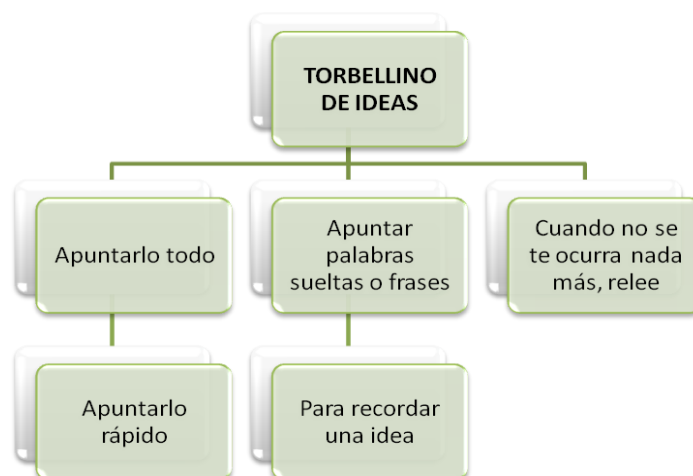 TORBELLINO
DE IDEAS
Apuntarlo todo
Apuntar
palabras
sueltas o frases
Cuando no se
te ocurra nada
más, relee
Apuntarlo
rápido
Para recordar
una idea